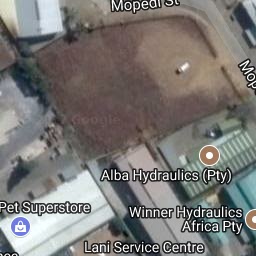 Mopedi St
Mop
Google
Alba Hydraulics (Pty)
Pet Superstore
Winner Hydraulics
Africa Pty
Lani Service Centre